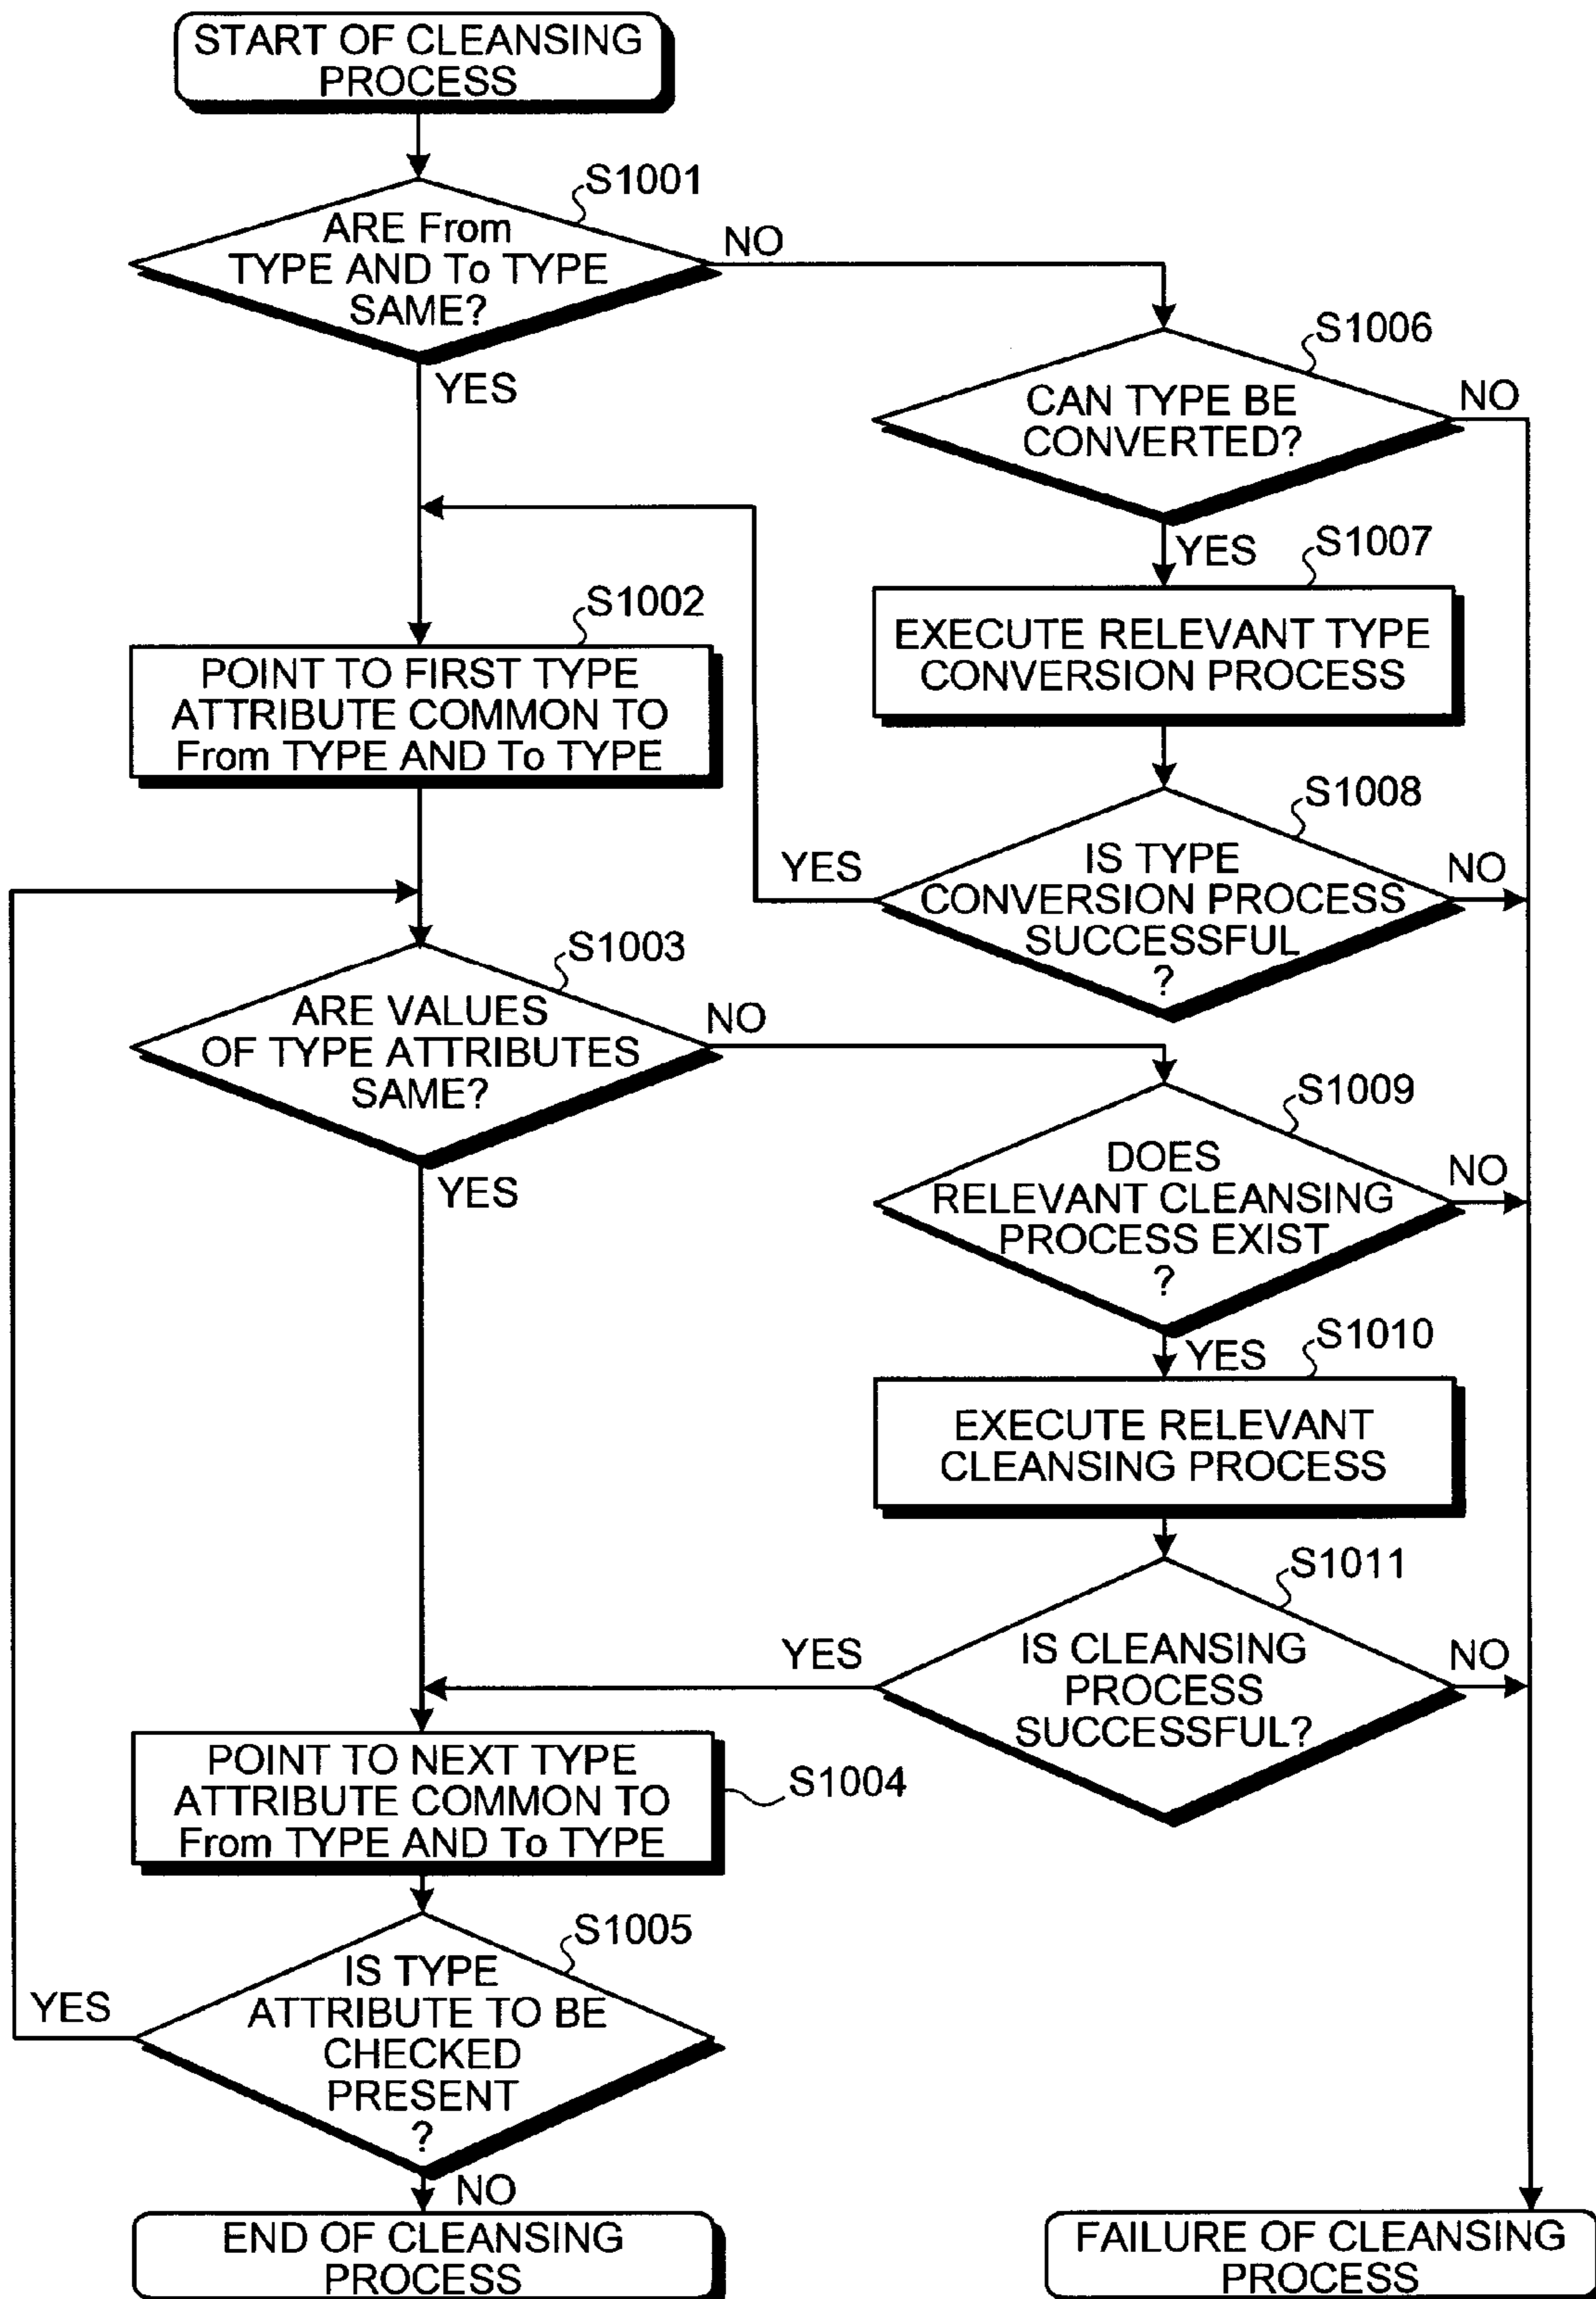 START OF CLEANSING
PROCESS
S1001
ARE From
TYPE AND To TYPE
SAME?
NO
YES
S1006
CAN TYPE BE
CONVERTED?
NO
YES
S1007
EXECUTE RELEVANT TYPE
CONVERSION PROCESS
S1002
POINT TO FIRST TYPE
ATTRIBUTE COMMON TO
From TYPE AND To TYPE
S1008
IS TYPE
CONVERSION PROCESS
SUCCESSFUL
?
YES
NO
S1003
ARE VALUES
OF TYPE ATTRIBUTES
SAME?
NO
YES
S1009
DOES
RELEVANT CLEANSING
PROCESS EXIST
?
NO
YES
S1010
EXECUTE RELEVANT
CLEANSING PROCESS
S1011
IS CLEANSING
PROCESS
SUCCESSFUL?
YES
NO
POINT TO NEXT TYPE
ATTRIBUTE COMMON TO
From TYPE AND To TYPE
S1004
S1005
IS TYPE
ATTRIBUTE TO BE
CHECKED
PRESENT
?
YES
NO
END OF CLEANSING
PROCESS
FAILURE OF CLEANSING
PROCESS